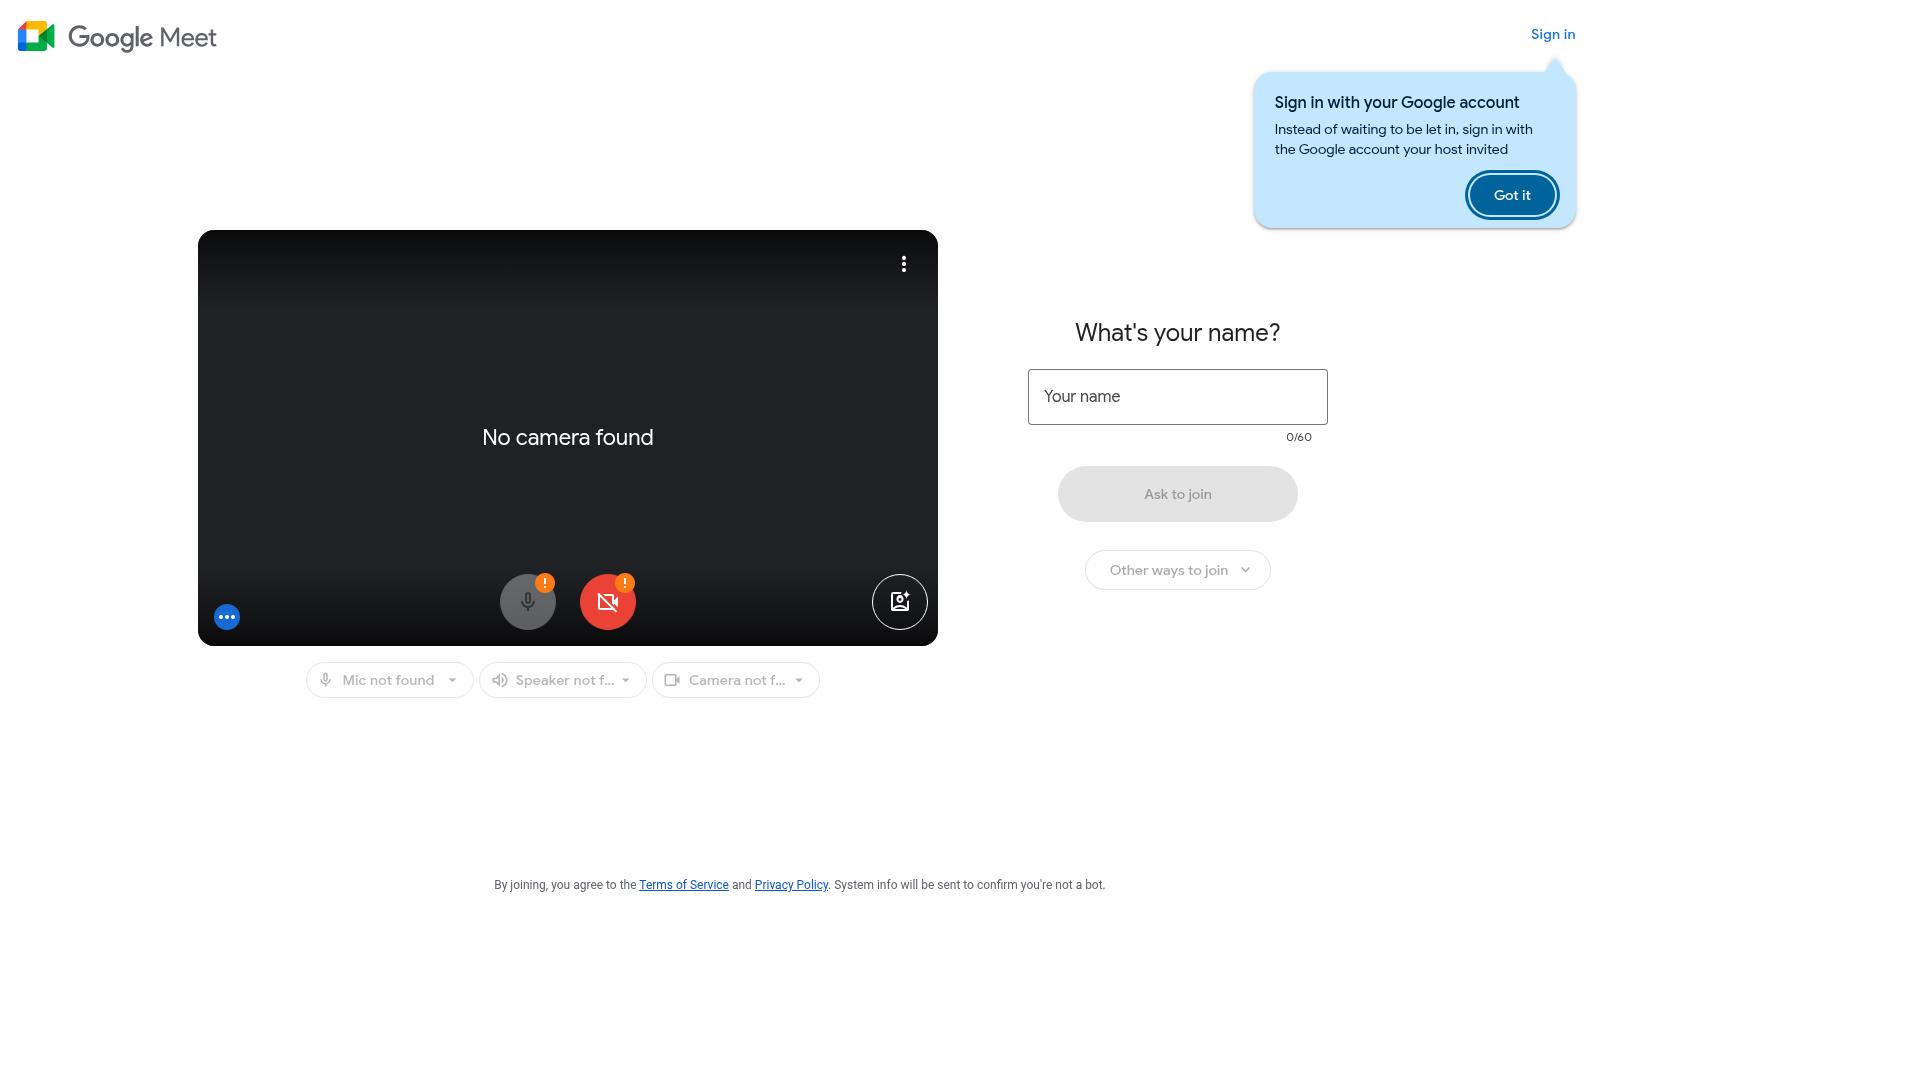 Google Meet
Sign in
Sign in with your Google account
Instead of waiting to be let in, sign in with
the Google account your host invited
Got it
No camera found
What's your name?
Your name
0/60
Ask to join
Other ways to join
Mic not found
Speaker not f...
Camera not f...
By joining, you agree to the Terms of Service and Privacy Policy. System info will be sent to confirm you're not a bot.